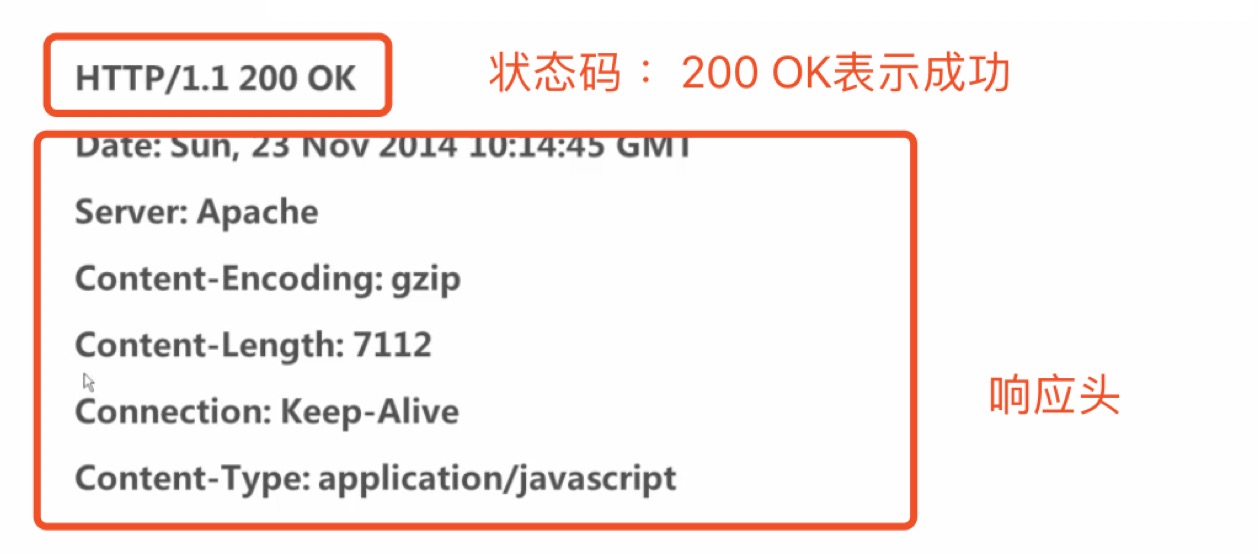 HTTP/1.1 200 OK
状态码： 200 OK表示成功
Date: Sun, 23 Nov 2014 10:14:45 GMT
Server: Apache
Content-Encoding: gzip
Content-Length: 7112
Connection: Keep-Alive
响应头
Content-Type: application/javascript